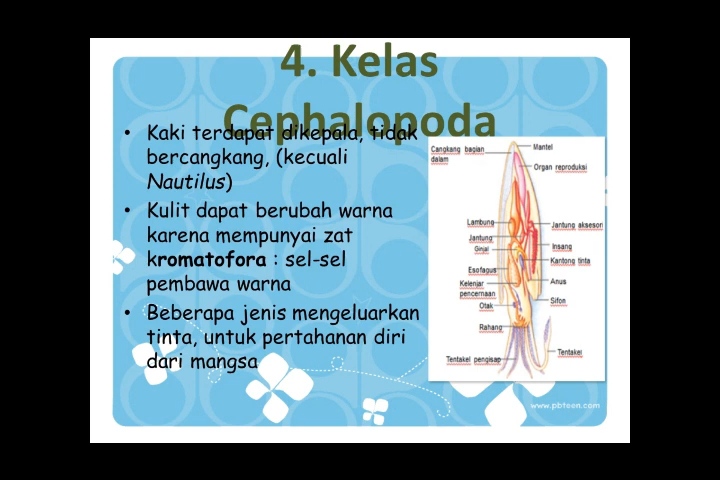 4. Kelas
Cephalopoda
• Kaki terdapat dikepala, tidak
bercangkang, (kecuali
Nautilus)
• Kulit dapat berubah warna
karena mempunyai zat
kromatofora : sel-sel
pembawa warna
• Beberapa jenis mengeluarkan
tinta, untuk pertahanan diri
dari mangsa
Cangkang bagian
dalam
Mantel
Organ reproduksi
Lambung
Jantung aksesori
Jantung
Ginjal
Insang
Kantong tinta
Esofagus
Kelenjar
pencernaan
Anus
Otak
Sifon
Rahang
Tentakel
Tentakel pengisap
www.pbteen.com